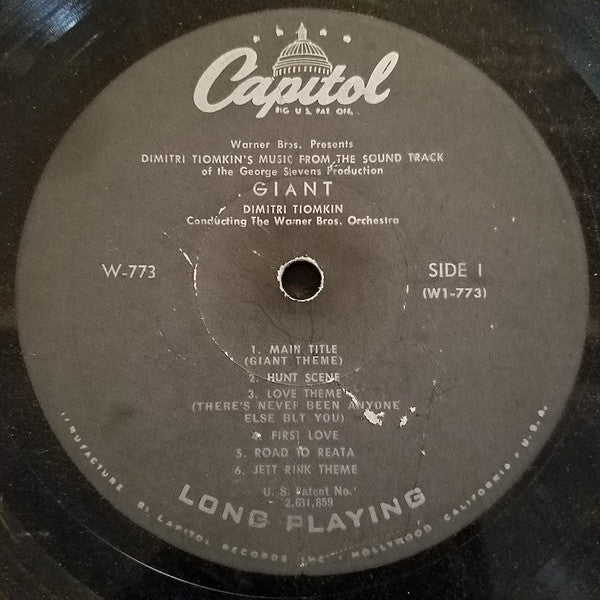 Capitol
REG. U.S. PAT. OFF.
Warner Bros. Presents
DIMITRI TIOMKIN'S MUSIC FROM THE SOUND TRACK
of the George Stevens Production
GIANT
DIMITRI TIOMKIN
Conducting The Warner Bros. Orchestra
W-773
SIDE 1
(W1-773)
1. MAIN TITLE
(GIANT THEME)
2. HUNT SCENE
3. LOVE THEME
(THERE'S NEVER BEEN ANYONE
ELSE BUT YOU)
4. FIRST LOVE
5. ROAD TO REATA
6. JETT RINK THEME
U. S. Patent No.
2,631,859
LONG PLAYING
MANUFACTURED BY CAPITOL RECORDS, INC. • HOLLYWOOD CALIFORNIA • U.S.A.